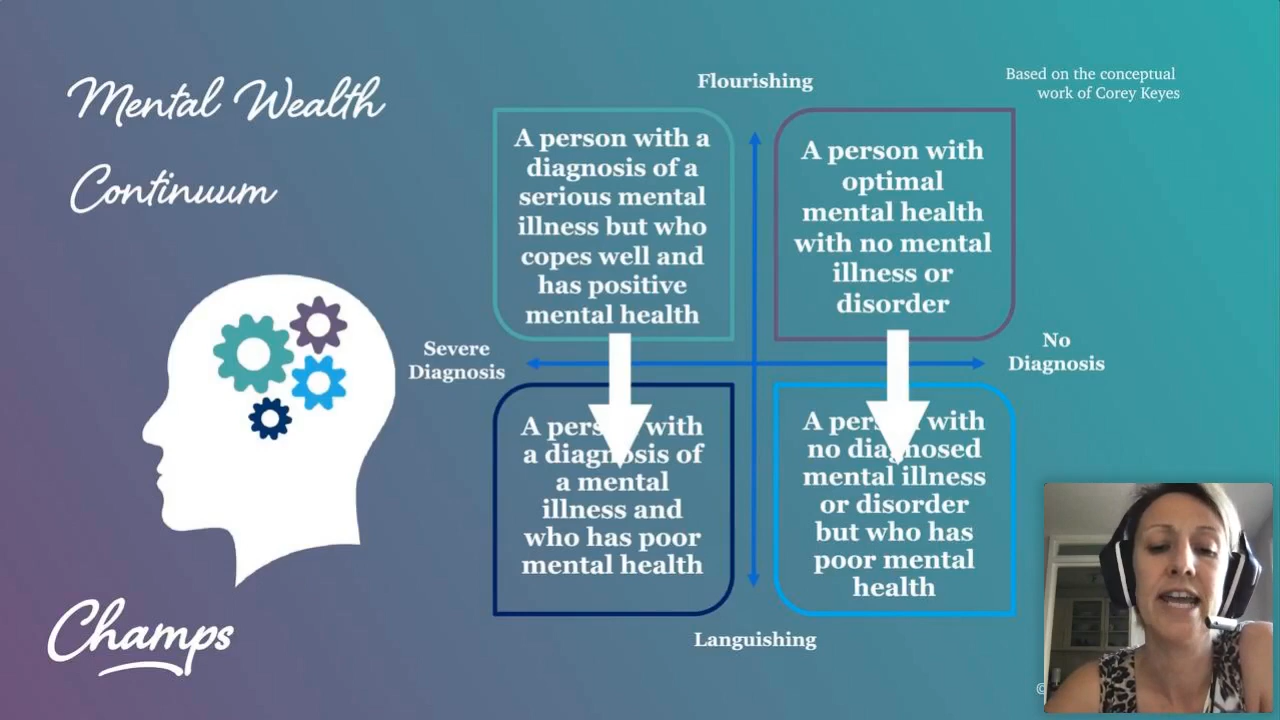 Mental Wealth
Continuum
Flourishing
Based on the conceptual
work of Corey Keyes
A person with a
diagnosis of a
serious mental
illness but who
copes well and
has positive
mental health
A person with
optimal
mental health
with no mental
illness or
disorder
Severe
Diagnosis
No
Diagnosis
A person with
a diagnosis of
a mental
illness and
who has poor
mental health
A person with
no diagnosed
mental illness
or disorder
but who has
poor mental
health
Languishing
Champs
©